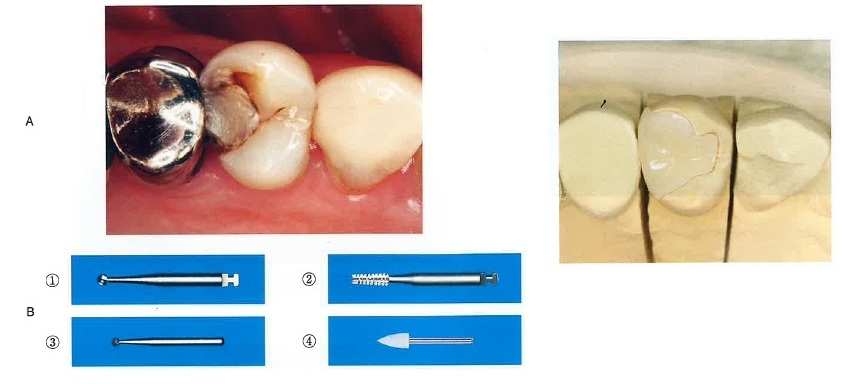 A
① ②
B
③ ④